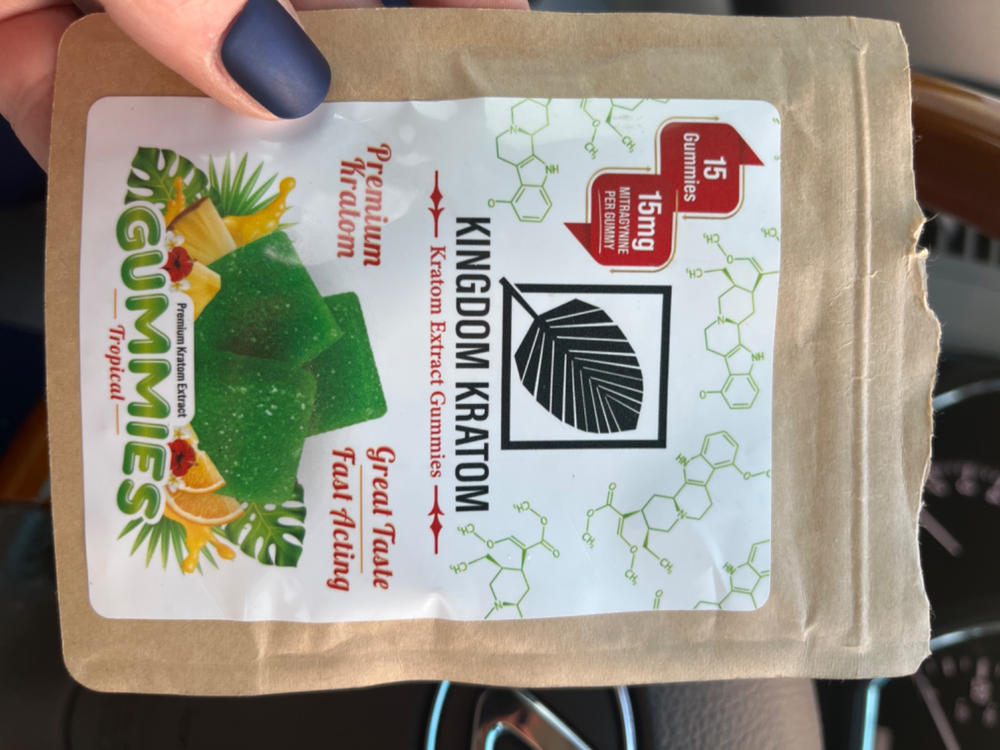 15
Gummies
15mg
MITRAGYNINE
PER GUMMY
KINGDOM KRATOM
Kratom Extract Gummies
Premium
Kratom
Great Taste
Fast Acting
Premium Kratom Extract
GUMMIES
Tropical